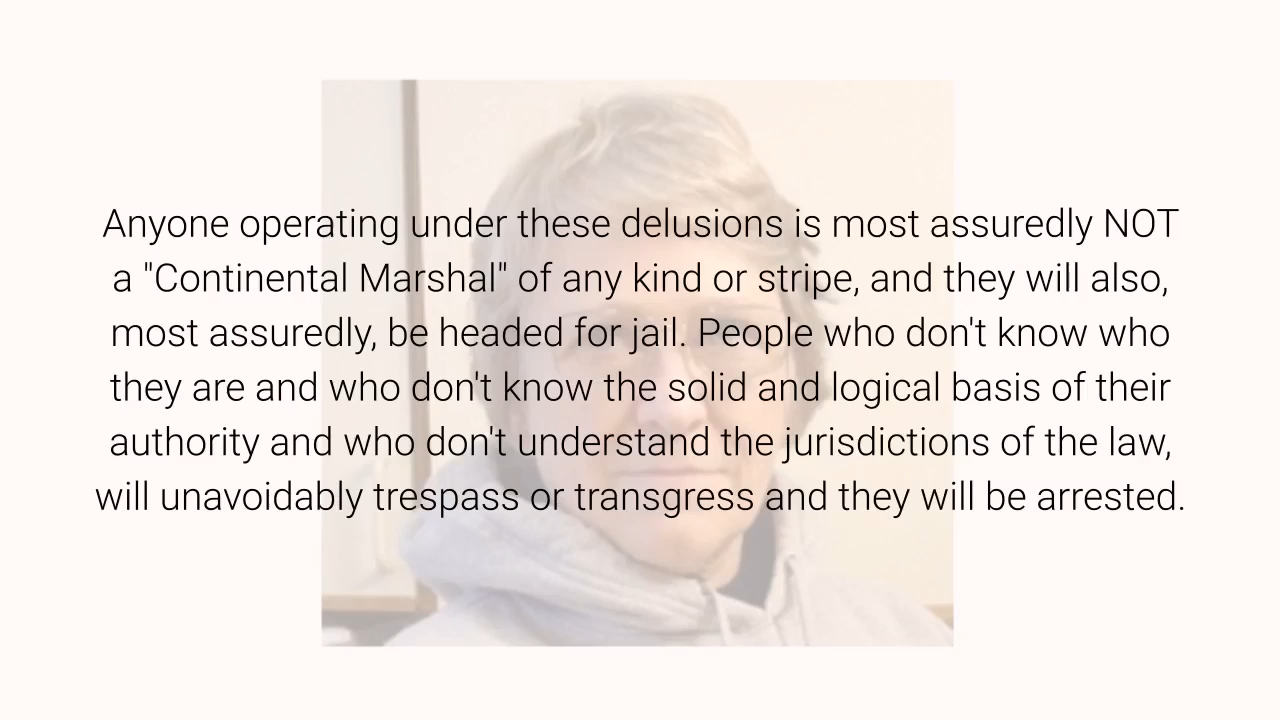 Anyone operating under these delusions is most assuredly NOT
a "Continental Marshal" of any kind or stripe, and they will also,
most assuredly, be headed for jail. People who don't know who
they are and who don't know the solid and logical basis of their
authority and who don't understand the jurisdictions of the law,
will unavoidably trespass or transgress and they will be arrested.